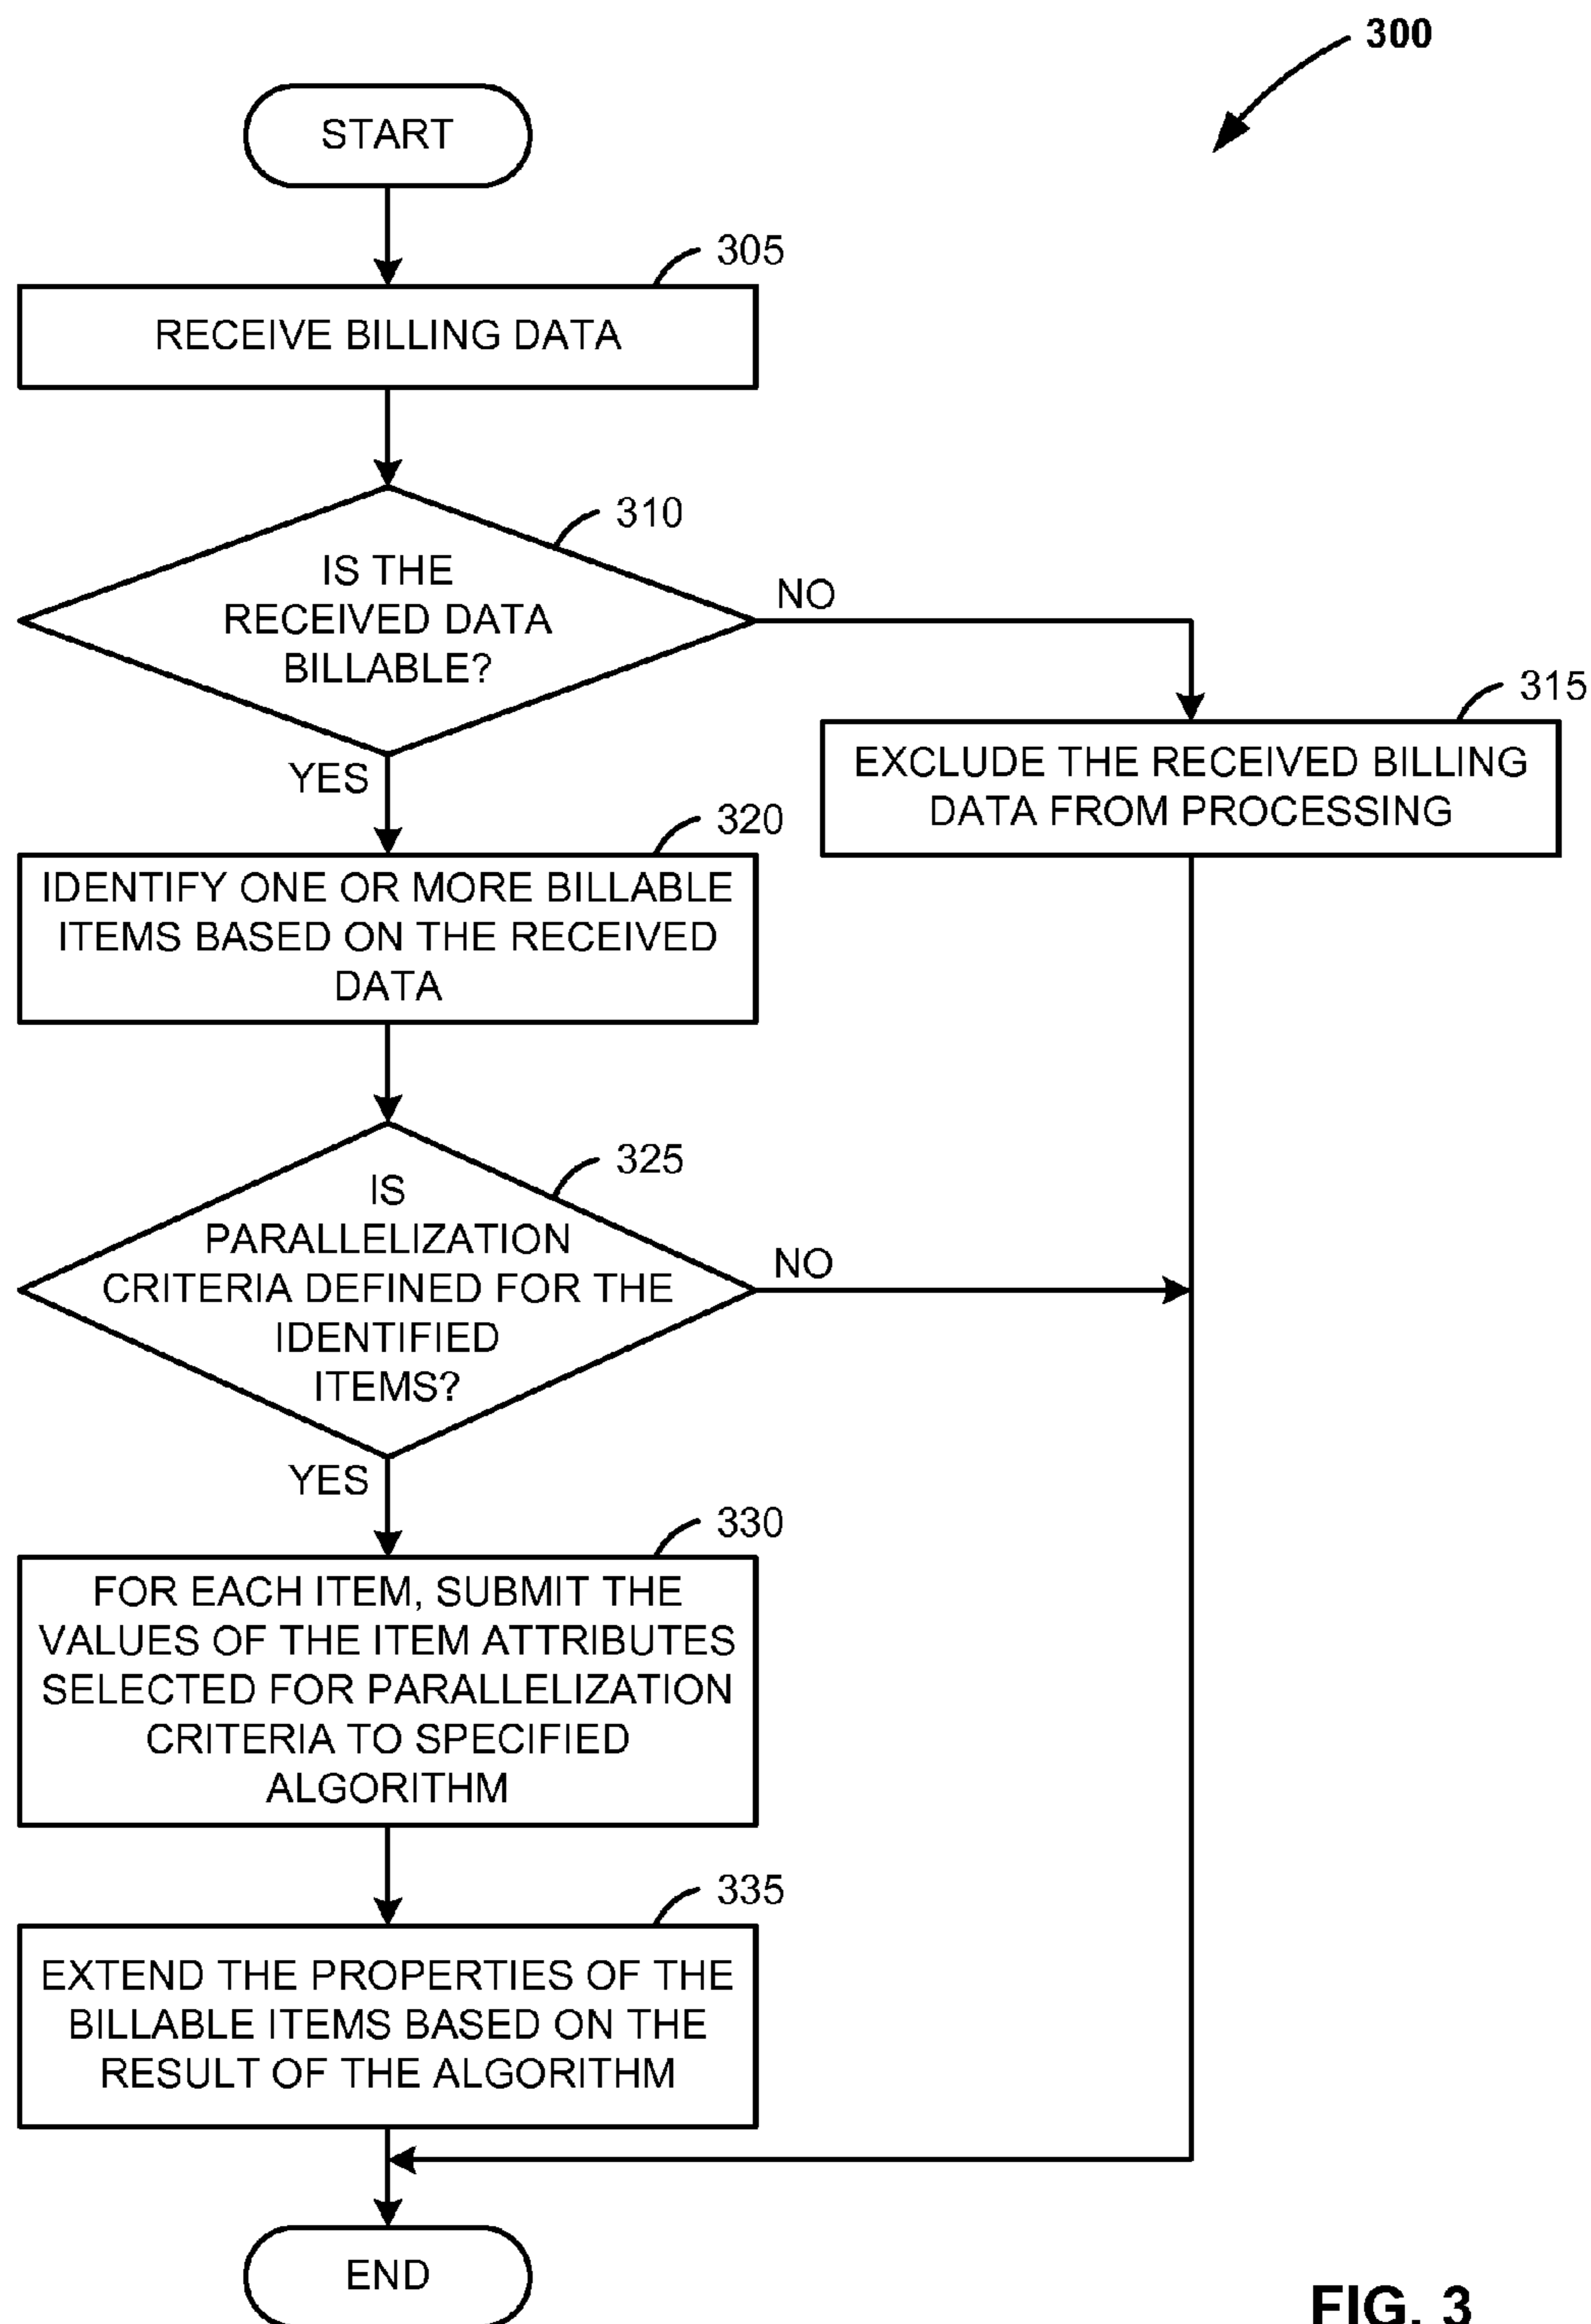 300
START
305
RECEIVE BILLING DATA
310
IS THE
RECEIVED DATA
BILLABLE?
NO
YES
315
EXCLUDE THE RECEIVED BILLING
DATA FROM PROCESSING
320
IDENTIFY ONE OR MORE BILLABLE
ITEMS BASED ON THE RECEIVED
DATA
325
IS
PARALLELIZATION
CRITERIA DEFINED FOR THE
IDENTIFIED
ITEMS?
NO
YES
330
FOR EACH ITEM, SUBMIT THE
VALUES OF THE ITEM ATTRIBUTES
SELECTED FOR PARALLELIZATION
CRITERIA TO SPECIFIED
ALGORITHM
335
EXTEND THE PROPERTIES OF THE
BILLABLE ITEMS BASED ON THE
RESULT OF THE ALGORITHM
END
FIG. 3